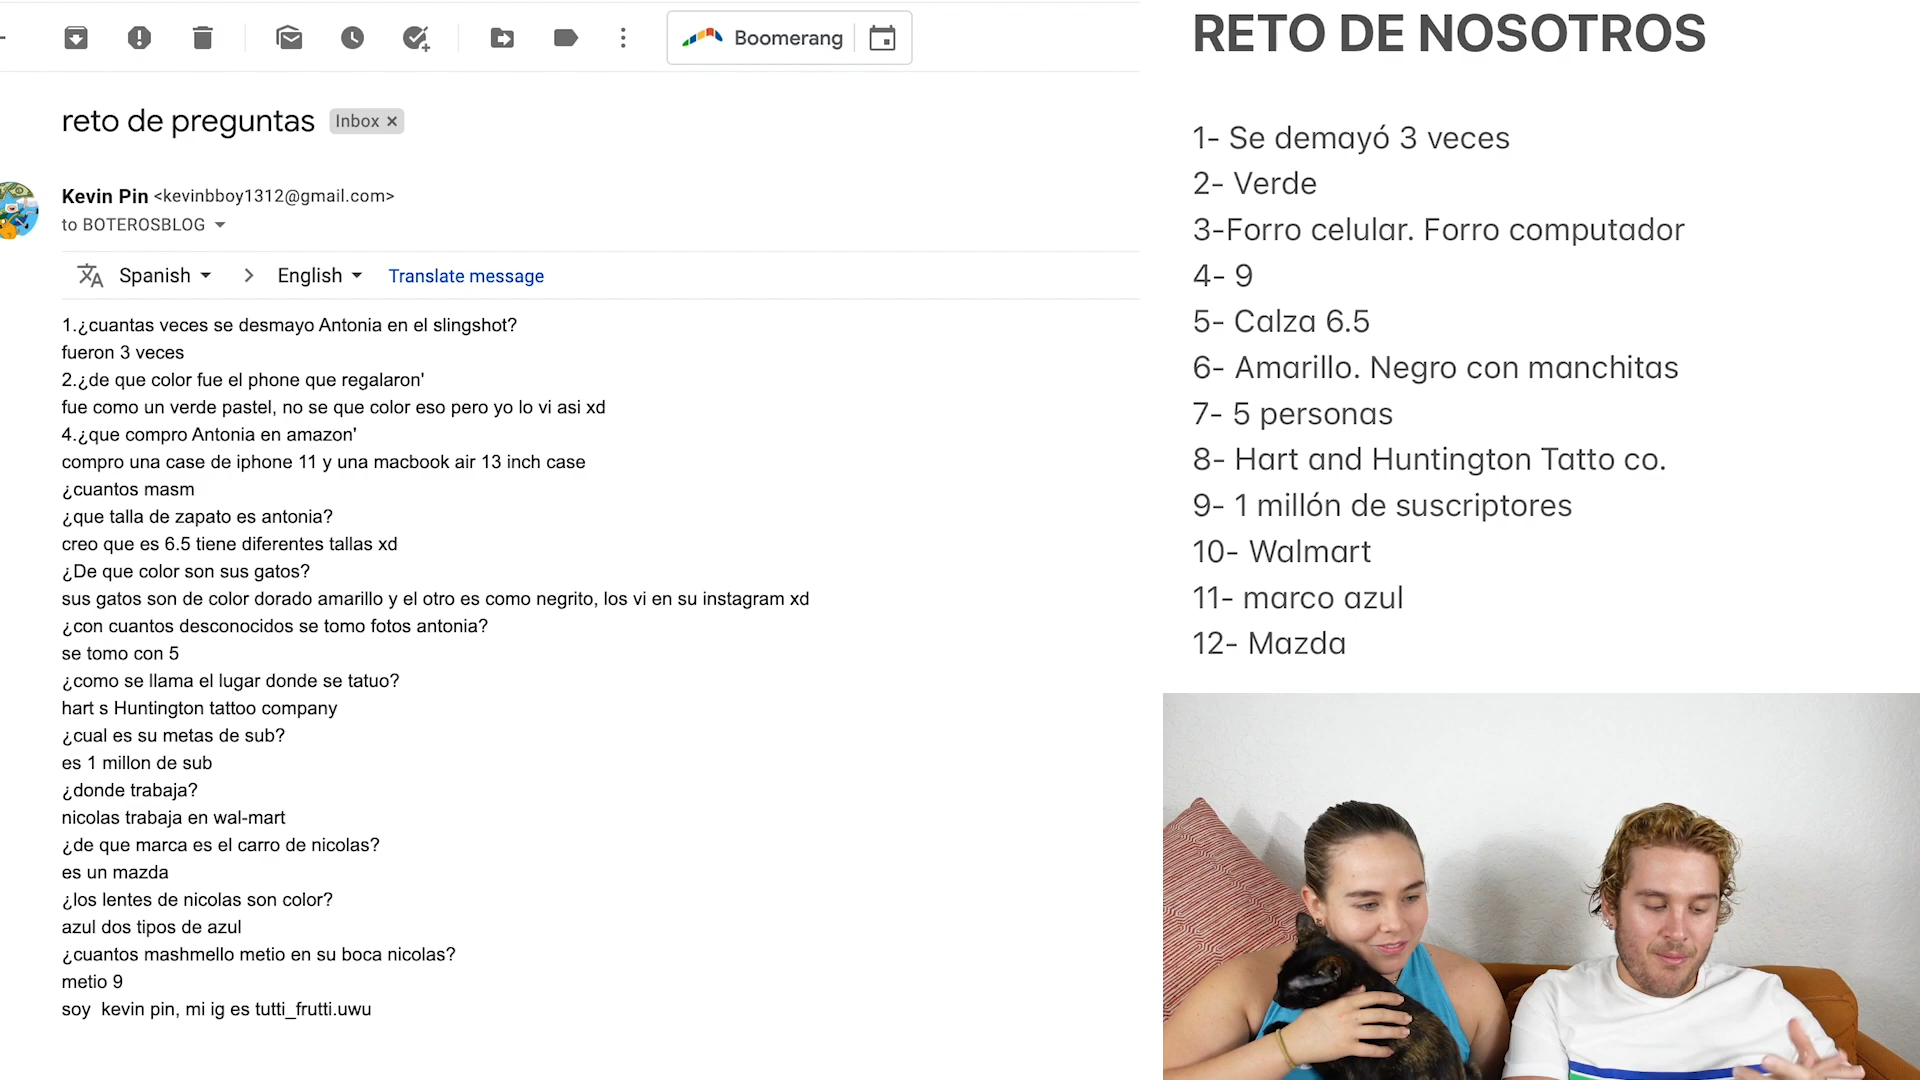 Boomerang
reto de preguntas
Inbox ×
Kevin Pin <kevinbboy1312@gmail.com>
to BOTEROSBLOG
Spanish > English Translate message
1.¿cuantas veces se desmayo Antonia en el slingshot?
fueron 3 veces
2.¿de que color fue el phone que regalaron'
fue como un verde pastel, no se que color eso pero yo lo vi asi xd
4.¿que compro Antonia en amazon'
compro una case de iphone 11 y una macbook air 13 inch case
¿cuantos masm
¿que talla de zapato es antonia?
creo que es 6.5 tiene diferentes tallas xd
¿De que color son sus gatos?
sus gatos son de color dorado amarillo y el otro es como negrito, los vi en su instagram xd
¿con cuantos desconocidos se tomo fotos antonia?
se tomo con 5
¿como se llama el lugar donde se tatuo?
hart s Huntington tattoo company
¿cual es su metas de sub?
es 1 millon de sub
¿donde trabaja?
nicolas trabaja en wal-mart
¿de que marca es el carro de nicolas?
es un mazda
¿los lentes de nicolas son color?
azul dos tipos de azul
¿cuantos mashmello metio en su boca nicolas?
metio 9
soy  kevin pin, mi ig es tutti_frutti.uwu
RETO DE NOSOTROS
1- Se demayó 3 veces
2- Verde
3-Forro celular. Forro computador
4- 9
5- Calza 6.5
6- Amarillo. Negro con manchitas
7- 5 personas
8- Hart and Huntington Tatto co.
9- 1 millón de suscriptores
10- Walmart
11- marco azul
12- Mazda